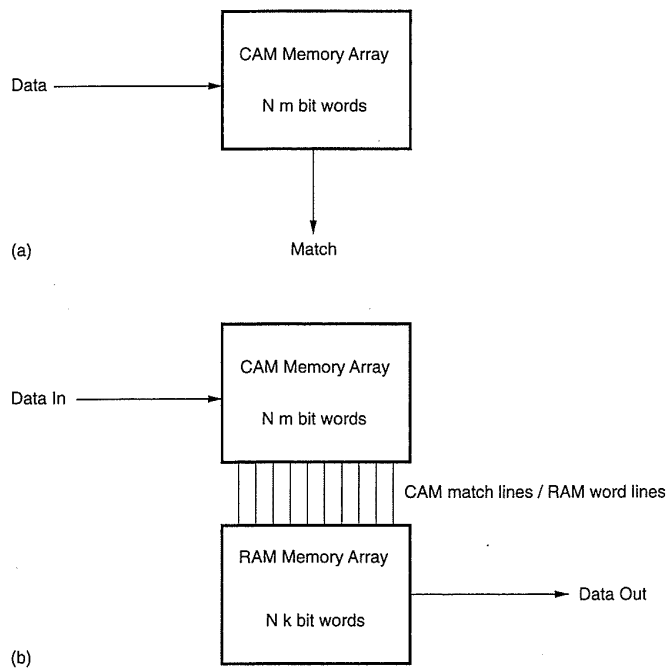 CAM Memory Array
Data
N m bit words
(a)
Match
CAM Memory Array
Data In
N m bit words
CAM match lines / RAM word lines
RAM Memory Array
N k bit words
Data Out
(b)